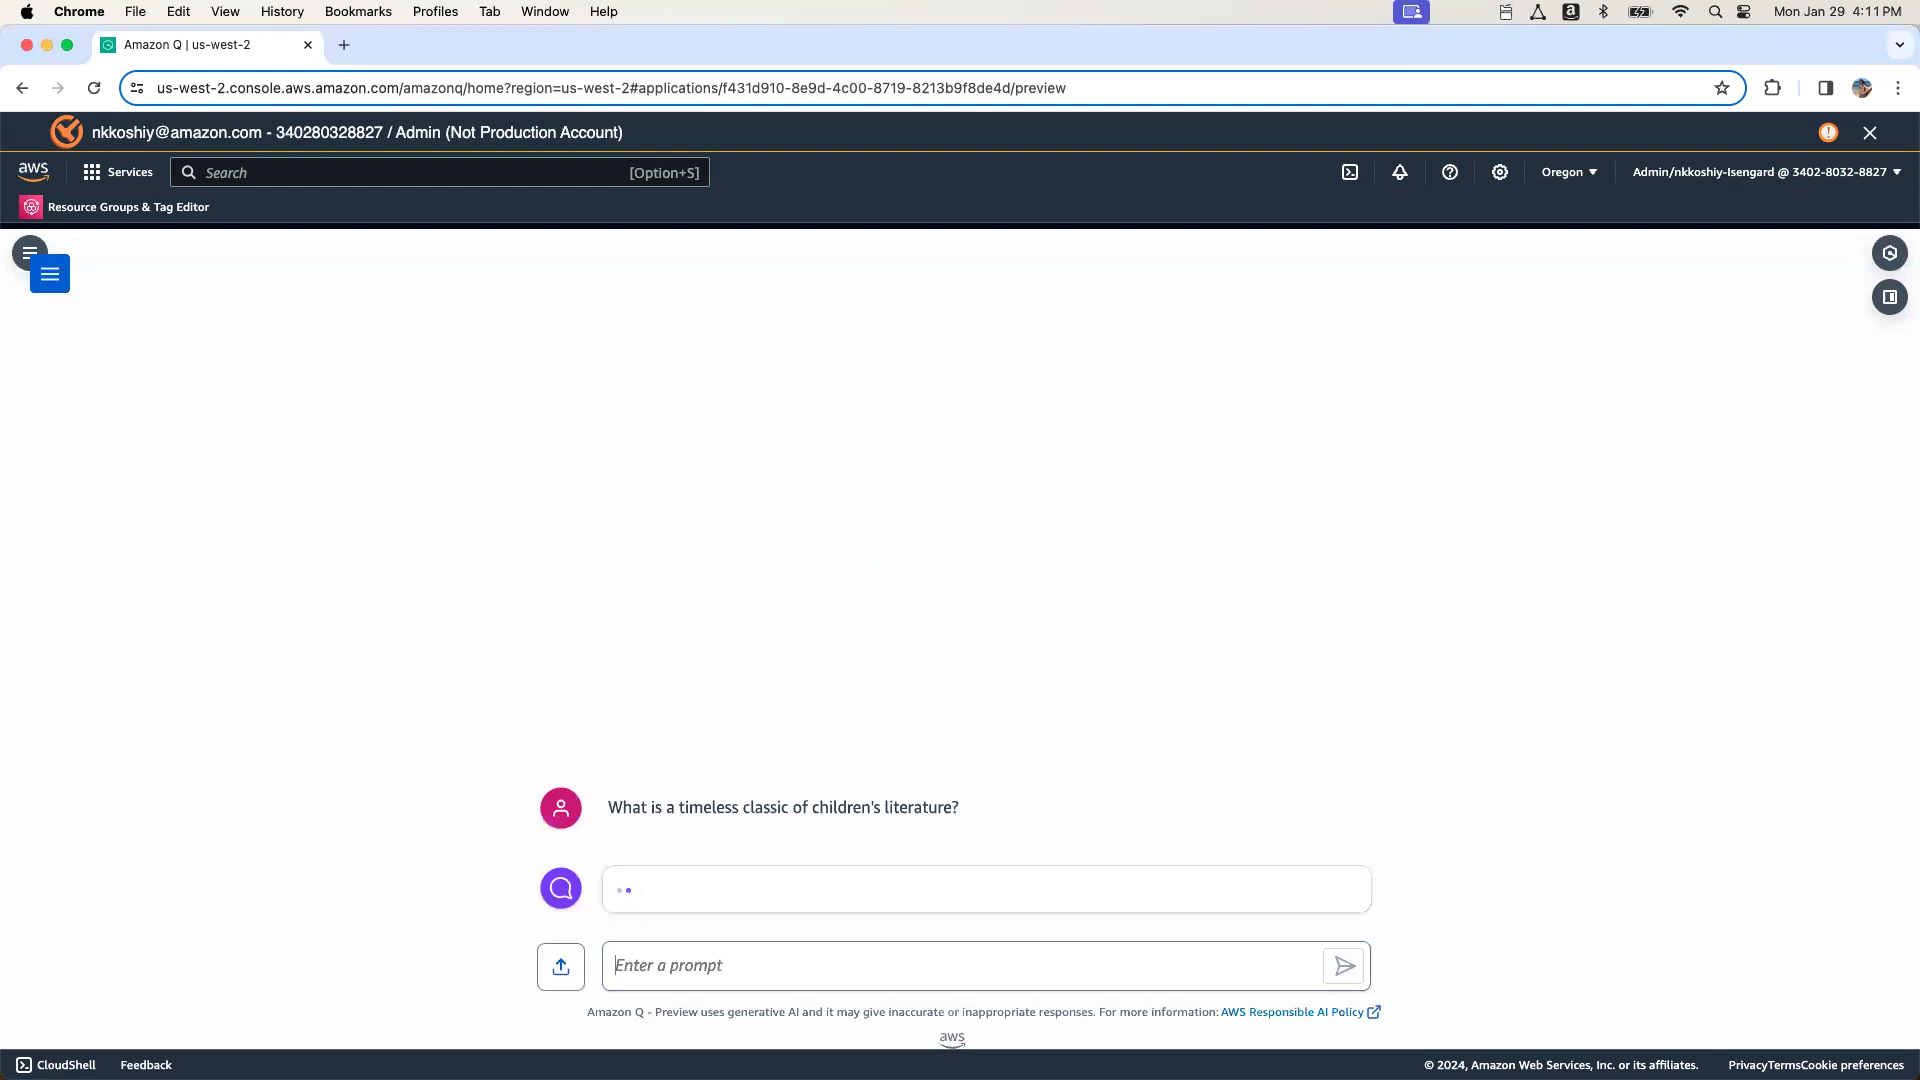 Chrome File Edit View History Bookmarks Profiles Tab Window Help Mon Jan 29 4:11 PM
Amazon Q | us-west-2
us-west-2.console.aws.amazon.com/amazonq/home?region=us-west-2#applications/f431d910-8e9d-4c00-8719-8213b9f8de4d/preview
nkkoshiy@amazon.com - 340280328827 / Admin (Not Production Account)
aws Services Search [Option+S] Oregon Admin/nkkoshiy-Isengard @ 3402-8032-8827
Resource Groups & Tag Editor
What is a timeless classic of children's literature?
Enter a prompt
Amazon Q - Preview uses generative AI and it may give inaccurate or inappropriate responses. For more information: AWS Responsible AI Policy
aws
CloudShell Feedback © 2024, Amazon Web Services, Inc. or its affiliates. PrivacyTermsCookie preferences